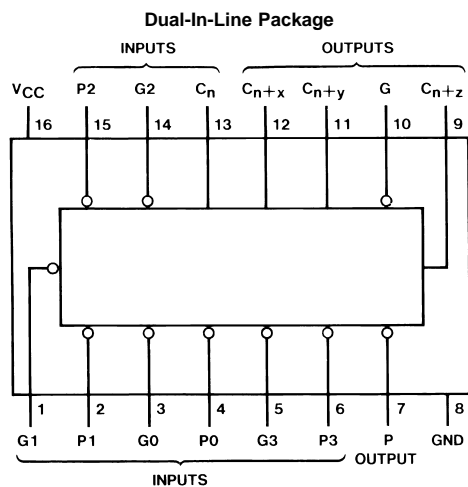 Dual-In-Line Package
INPUTS OUTPUTS
VCC P2 G2 Cn Cn+x Cn+y G Cn+z
16 15 14 13 12 11 10 9
1 2 3 4 5 6 7 8
G1 P1 G0 P0 G3 P3 P GND
INPUTS OUTPUT